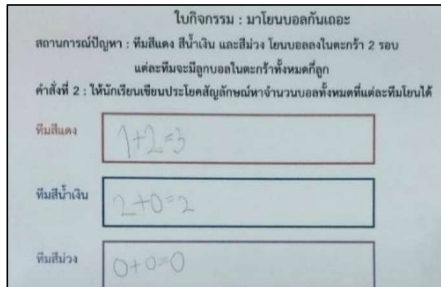 ใบกิจกรรม : มาโยนบอลกันเถอะ
สถานการณ์ปัญหา : ทีมสีแดง สีน้ำเงิน และสีม่วง โยนบอลลงในตะกร้า 2 รอบ
แต่ละทีมจะมีลูกบอลในตะกร้าทั้งหมดกี่ลูก
คำสั่งที่ 2 : ให้นักเรียนเขียนประโยคสัญลักษณ์หาจำนวนบอลทั้งหมดที่แต่ละทีมโยนได้
ทีมสีแดง 1+2=3
ทีมสีน้ำเงิน 2+0=2
ทีมสีม่วง 0+0=0